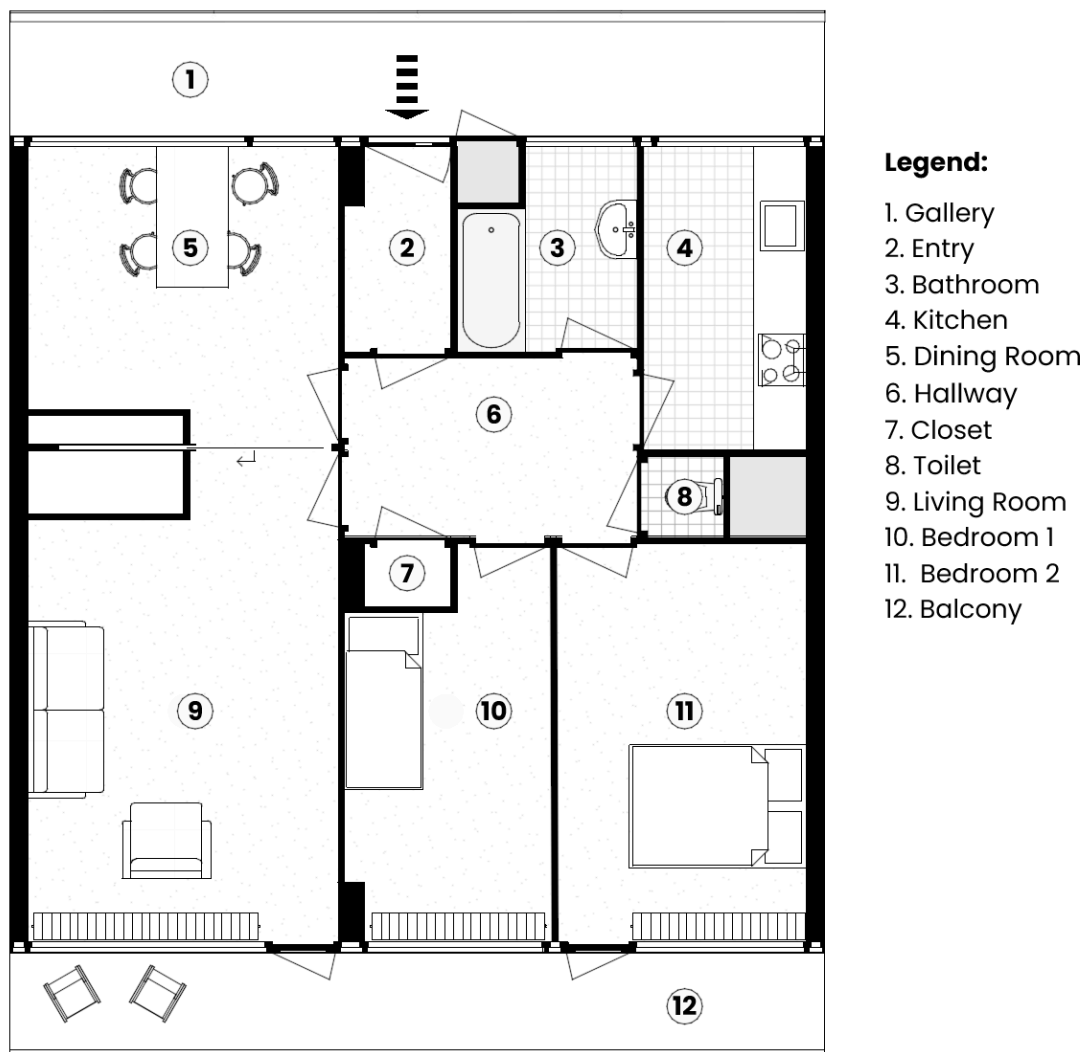 1
2
3
4
5
6
7
8
9
10
11
12
Legend:
1. Gallery
2. Entry
3. Bathroom
4. Kitchen
5. Dining Room
6. Hallway
7. Closet
8. Toilet
9. Living Room
10. Bedroom 1
11. Bedroom 2
12. Balcony